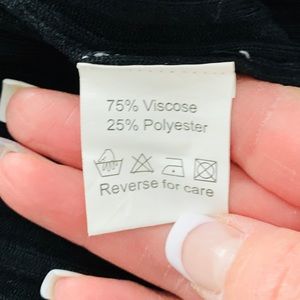 75% Viscose
25% Polyester
Reverse for care